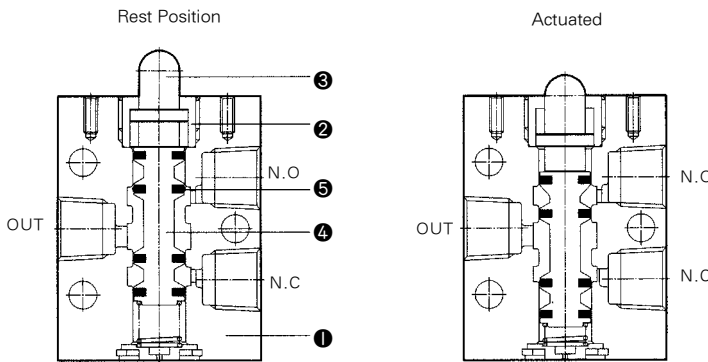 Rest Position
❸
❷
N.O
❺
OUT
❹
N.C
❶
Actuated
OUT
N.C